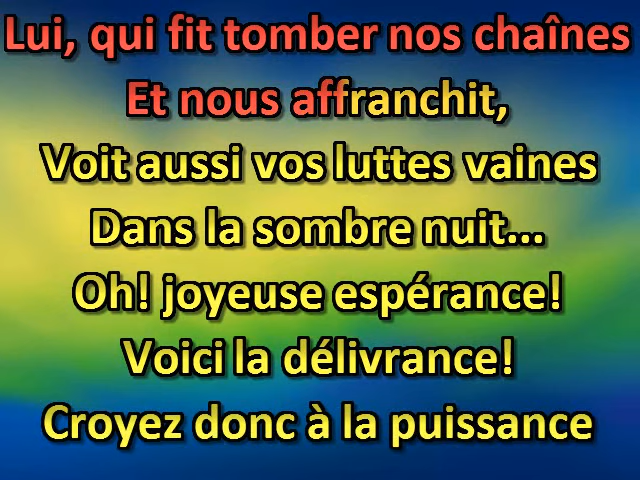 Lui, qui fit tomber nos chaînes
Et nous affranchit,
Voit aussi vos luttes vaines
Dans la sombre nuit...
Oh! joyeuse espérance!
Voici la délivrance!
Croyez donc à la puissance